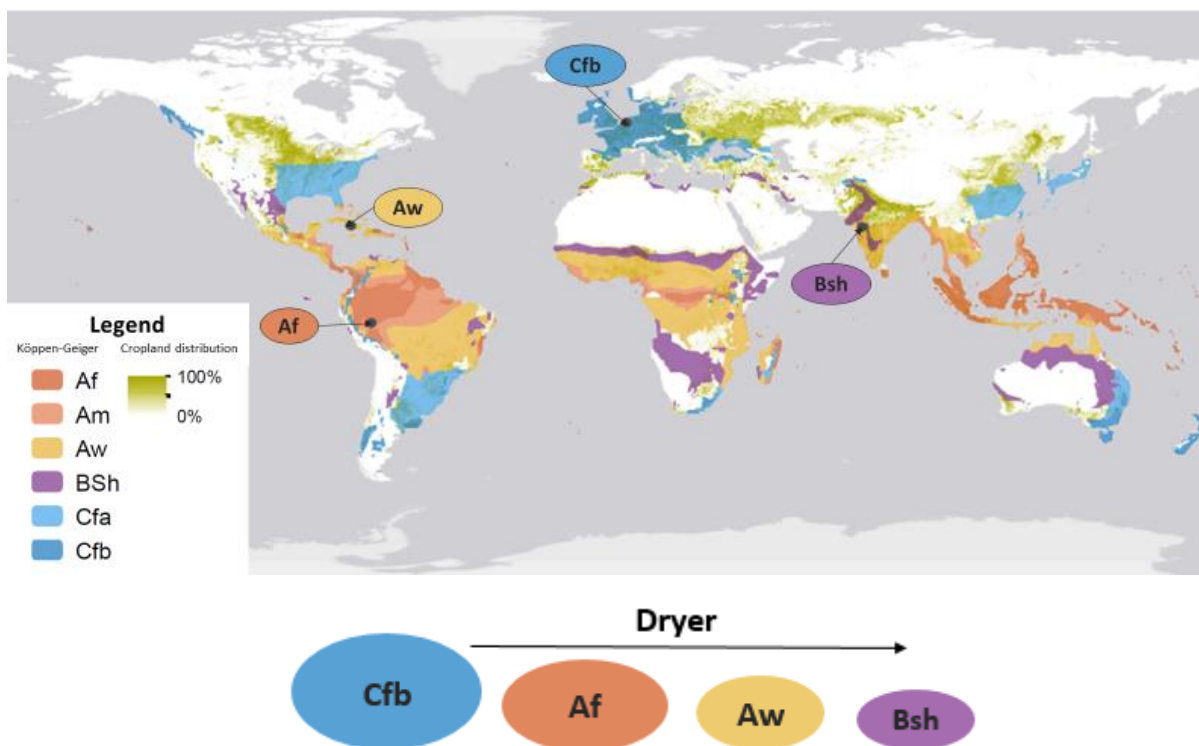 Cfb
Aw
Bsh
Af
Legend
Köppen-Geiger Cropland distribution
Af
100%
0%
Am
Aw
BSh
Cfa
Cfb
Dryer
Cfb
Af
Aw
Bsh